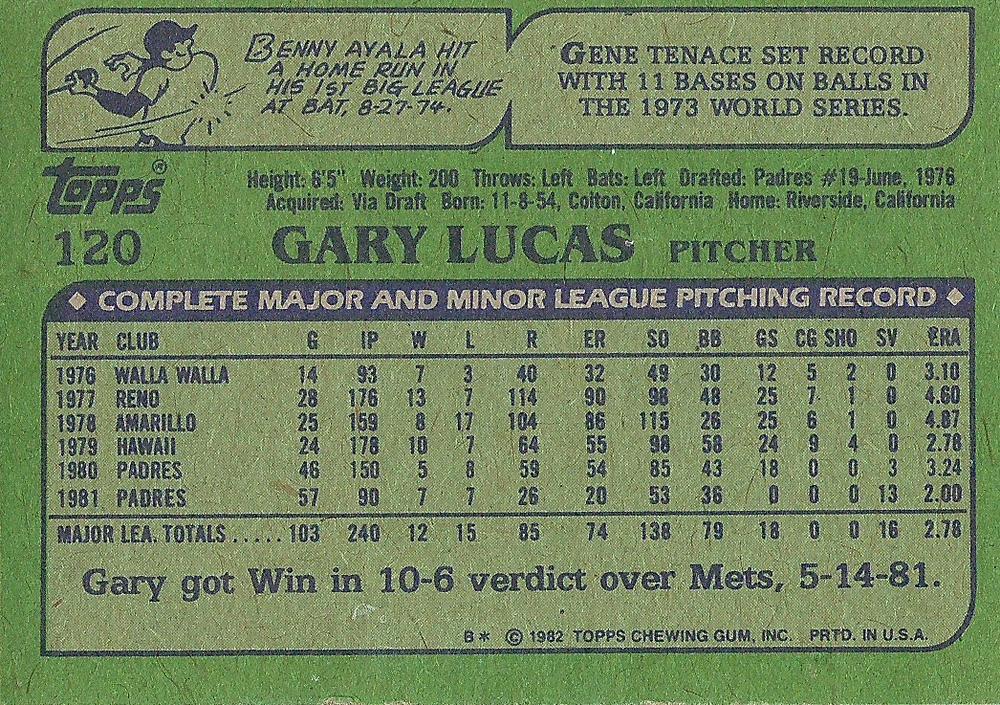 BENNY AYALA HIT
A HOME RUN IN
HIS 1ST BIG LEAGUE
AT BAT, 8-27-74.
GENE TENACE SET RECORD
WITH 11 BASES ON BALLS IN
THE 1973 WORLD SERIES.
TOPPS®
Height: 6'5" Weight: 200 Throws: Left Bats: Left Drafted: Padres #19-June, 1976
Acquired: Via Draft Born: 11-8-54, Colton, California Home: Riverside, California
120 GARY LUCAS PITCHER
◆ COMPLETE MAJOR AND MINOR LEAGUE PITCHING RECORD ◆
YEAR CLUB G IP W L R ER SO BB GS CG SHO SV ERA
1976 WALLA WALLA 14 93 7 3 40 32 49 30 12 5 2 0 3.10
1977 RENO 28 176 13 7 114 90 96 48 25 7 1 0 4.60
1978 AMARILLO 25 159 8 17 104 86 115 26 25 6 1 0 4.87
1979 HAWAII 24 178 10 7 64 55 98 58 24 9 4 0 2.78
1980 PADRES 46 150 5 8 59 54 85 43 18 0 0 3 3.24
1981 PADRES 57 90 7 7 26 20 53 36 0 0 0 13 2.00
MAJOR LEA. TOTALS ..... 103 240 12 15 85 74 138 79 18 0 0 16 2.78
Gary got Win in 10-6 verdict over Mets, 5-14-81.
B* © 1982 TOPPS CHEWING GUM, INC. PRTD. IN U.S.A.